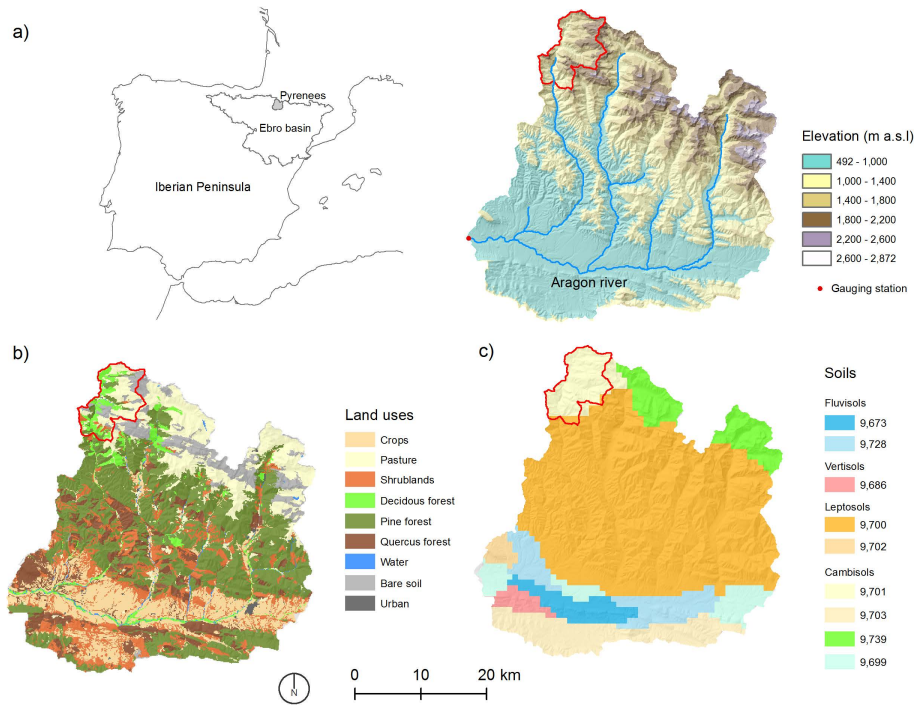 a)
Pyrenees
Ebro basin
Iberian Peninsula
Aragon river
Elevation (m a.s.l)
492 - 1,000
1,000 - 1,400
1,400 - 1,800
1,800 - 2,200
2,200 - 2,600
2,600 - 2,872
Gauging station
b)
Land uses
Crops
Pasture
Shrublands
Decidous forest
Pine forest
Quercus forest
Water
Bare soil
Urban
c)
Soils
Fluvisols
9,673
9,728
Vertisols
9,686
Leptosols
9,700
9,702
Cambisols
9,701
9,703
9,739
9,699
N
0 10 20 km